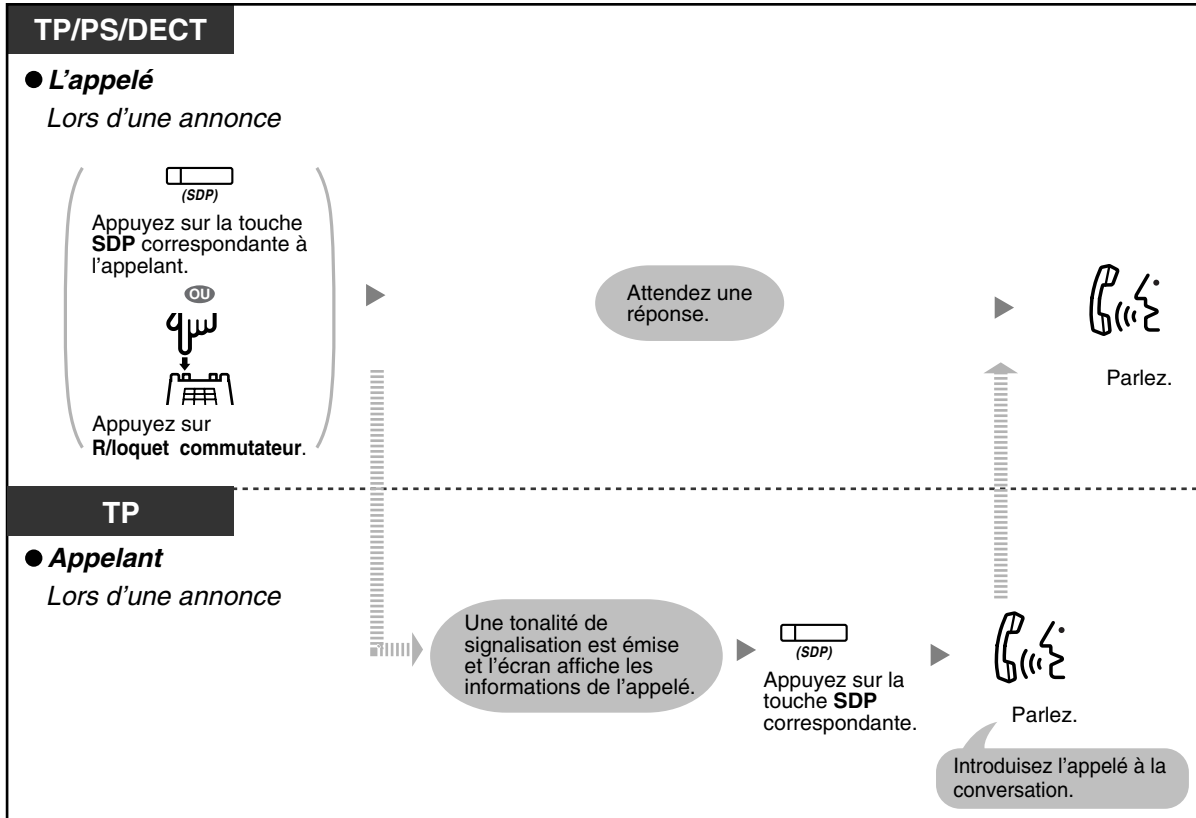 TP/PS/DECT
● L'appelé
Lors d'une annonce
(SDP)
Appuyez sur la touche
SDP correspondante à
l'appelant.
OU
Appuyez sur
R/loquet commutateur.
Attendez une
réponse.
Parlez.
TP
● Appelant
Lors d'une annonce
Une tonalité de
signalisation est émise
et l'écran affiche les
informations de l'appelé.
(SDP)
Appuyez sur la
touche SDP
correspondante.
Parlez.
Introduisez l'appelé à la
conversation.